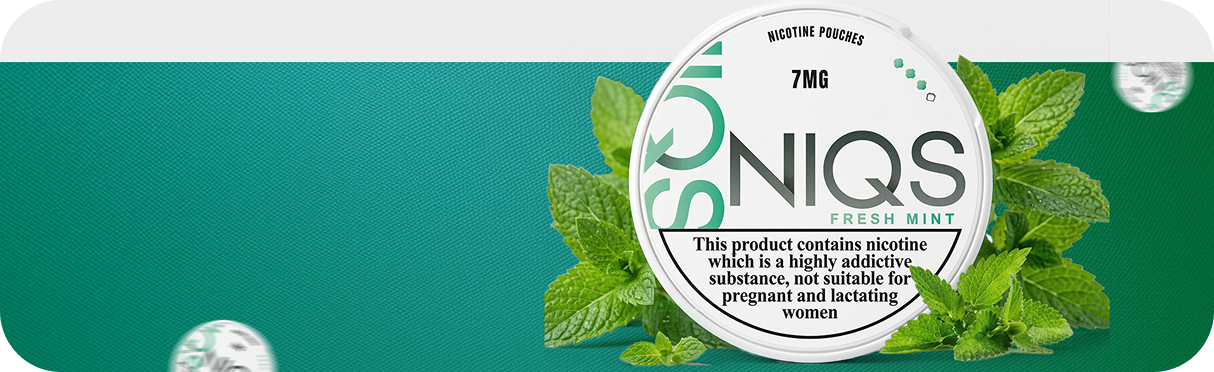 NICOTINE POUCHES
7MG
NIQS
NIQS
FRESH MINT
This product contains nicotine
which is a highly addictive
substance, not suitable for
pregnant and lactating
women